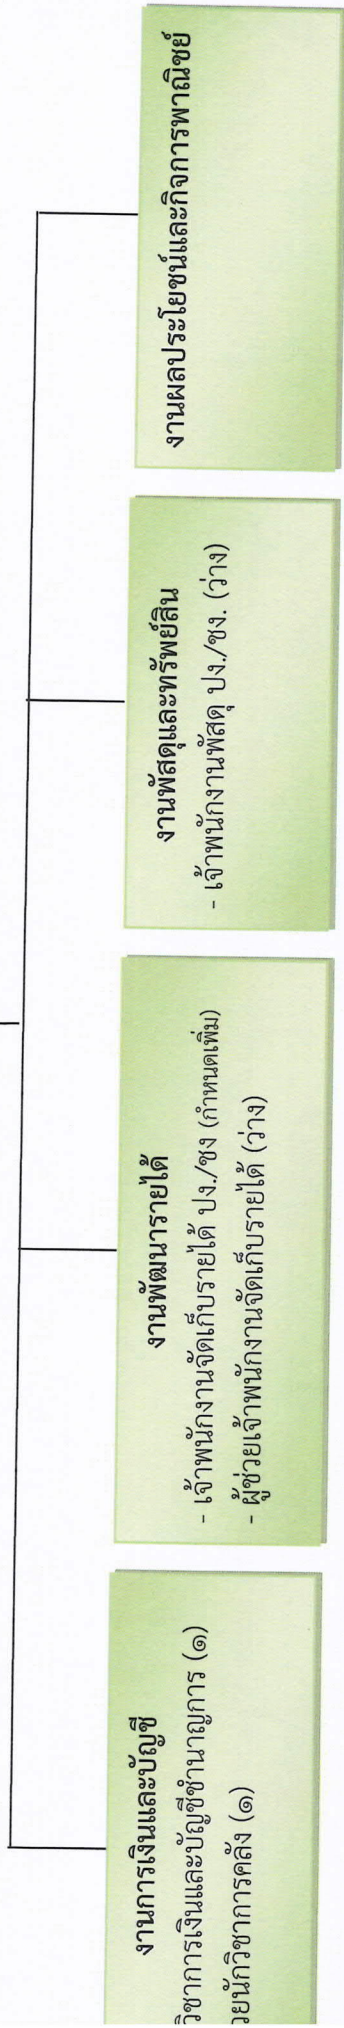 งานการเงินและบัญชี
วิชาการเงินและบัญชีชำนาญการ (๑)
วยนักวิชาการคลัง (๑)
งานพัฒนารายได้
- เจ้าพนักงานจัดเก็บรายได้ ปง./ชง (กำหนดเพิ่ม)
- ผู้ช่วยเจ้าพนักงานจัดเก็บรายได้ (ว่าง)
งานพัสดุและทรัพย์สิน
- เจ้าพนักงานพัสดุ ปง./ชง. (ว่าง)
งานผลประโยชน์และกิจการพาณิชย์